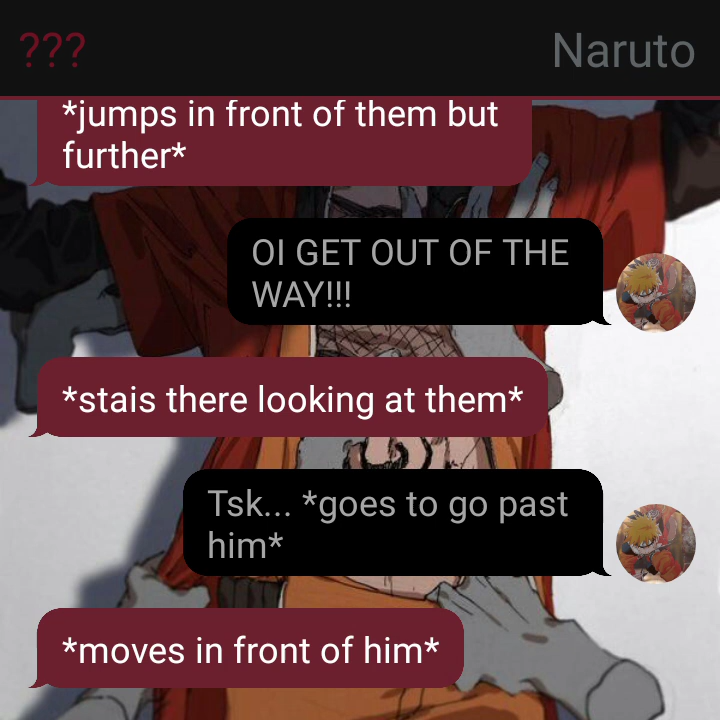 ???
Naruto
*jumps in front of them but
further*
OI GET OUT OF THE
WAY!!!
*stais there looking at them*
Tsk... *goes to go past
him*
*moves in front of him*